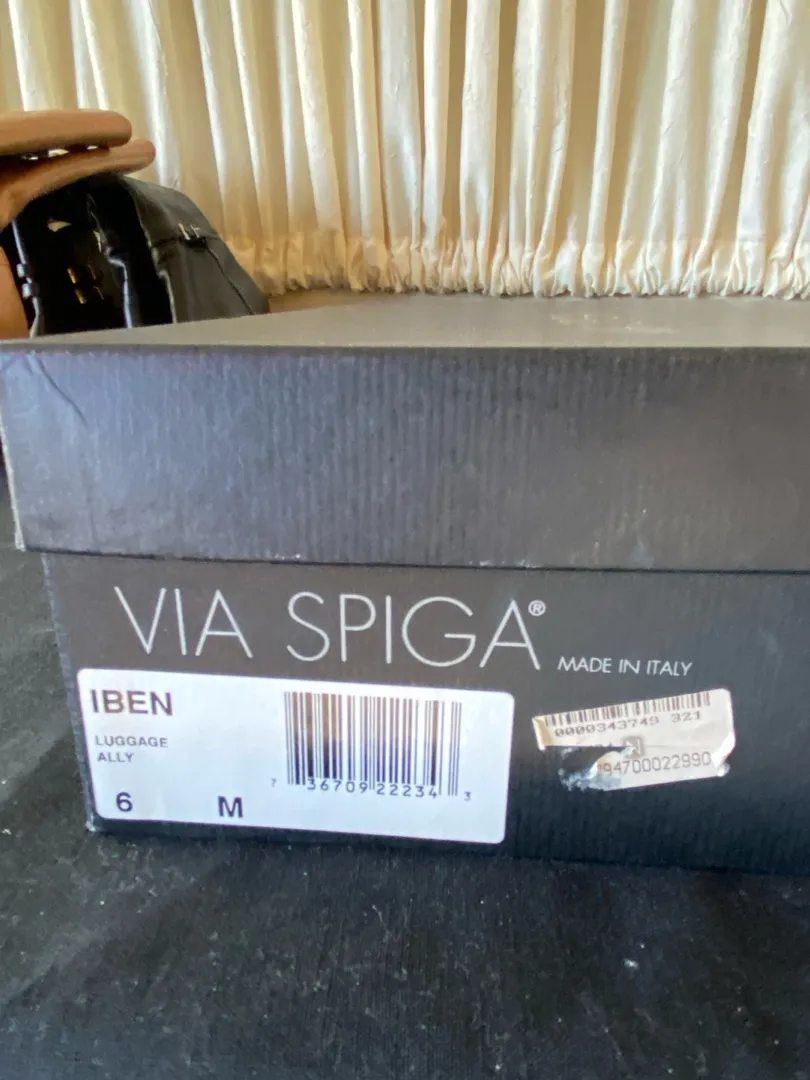 VIA SPIGA®
MADE IN ITALY
IBEN
LUGGAGE
ALLY
6 M
7 36709 22234 3
0000343749 321
94700022990